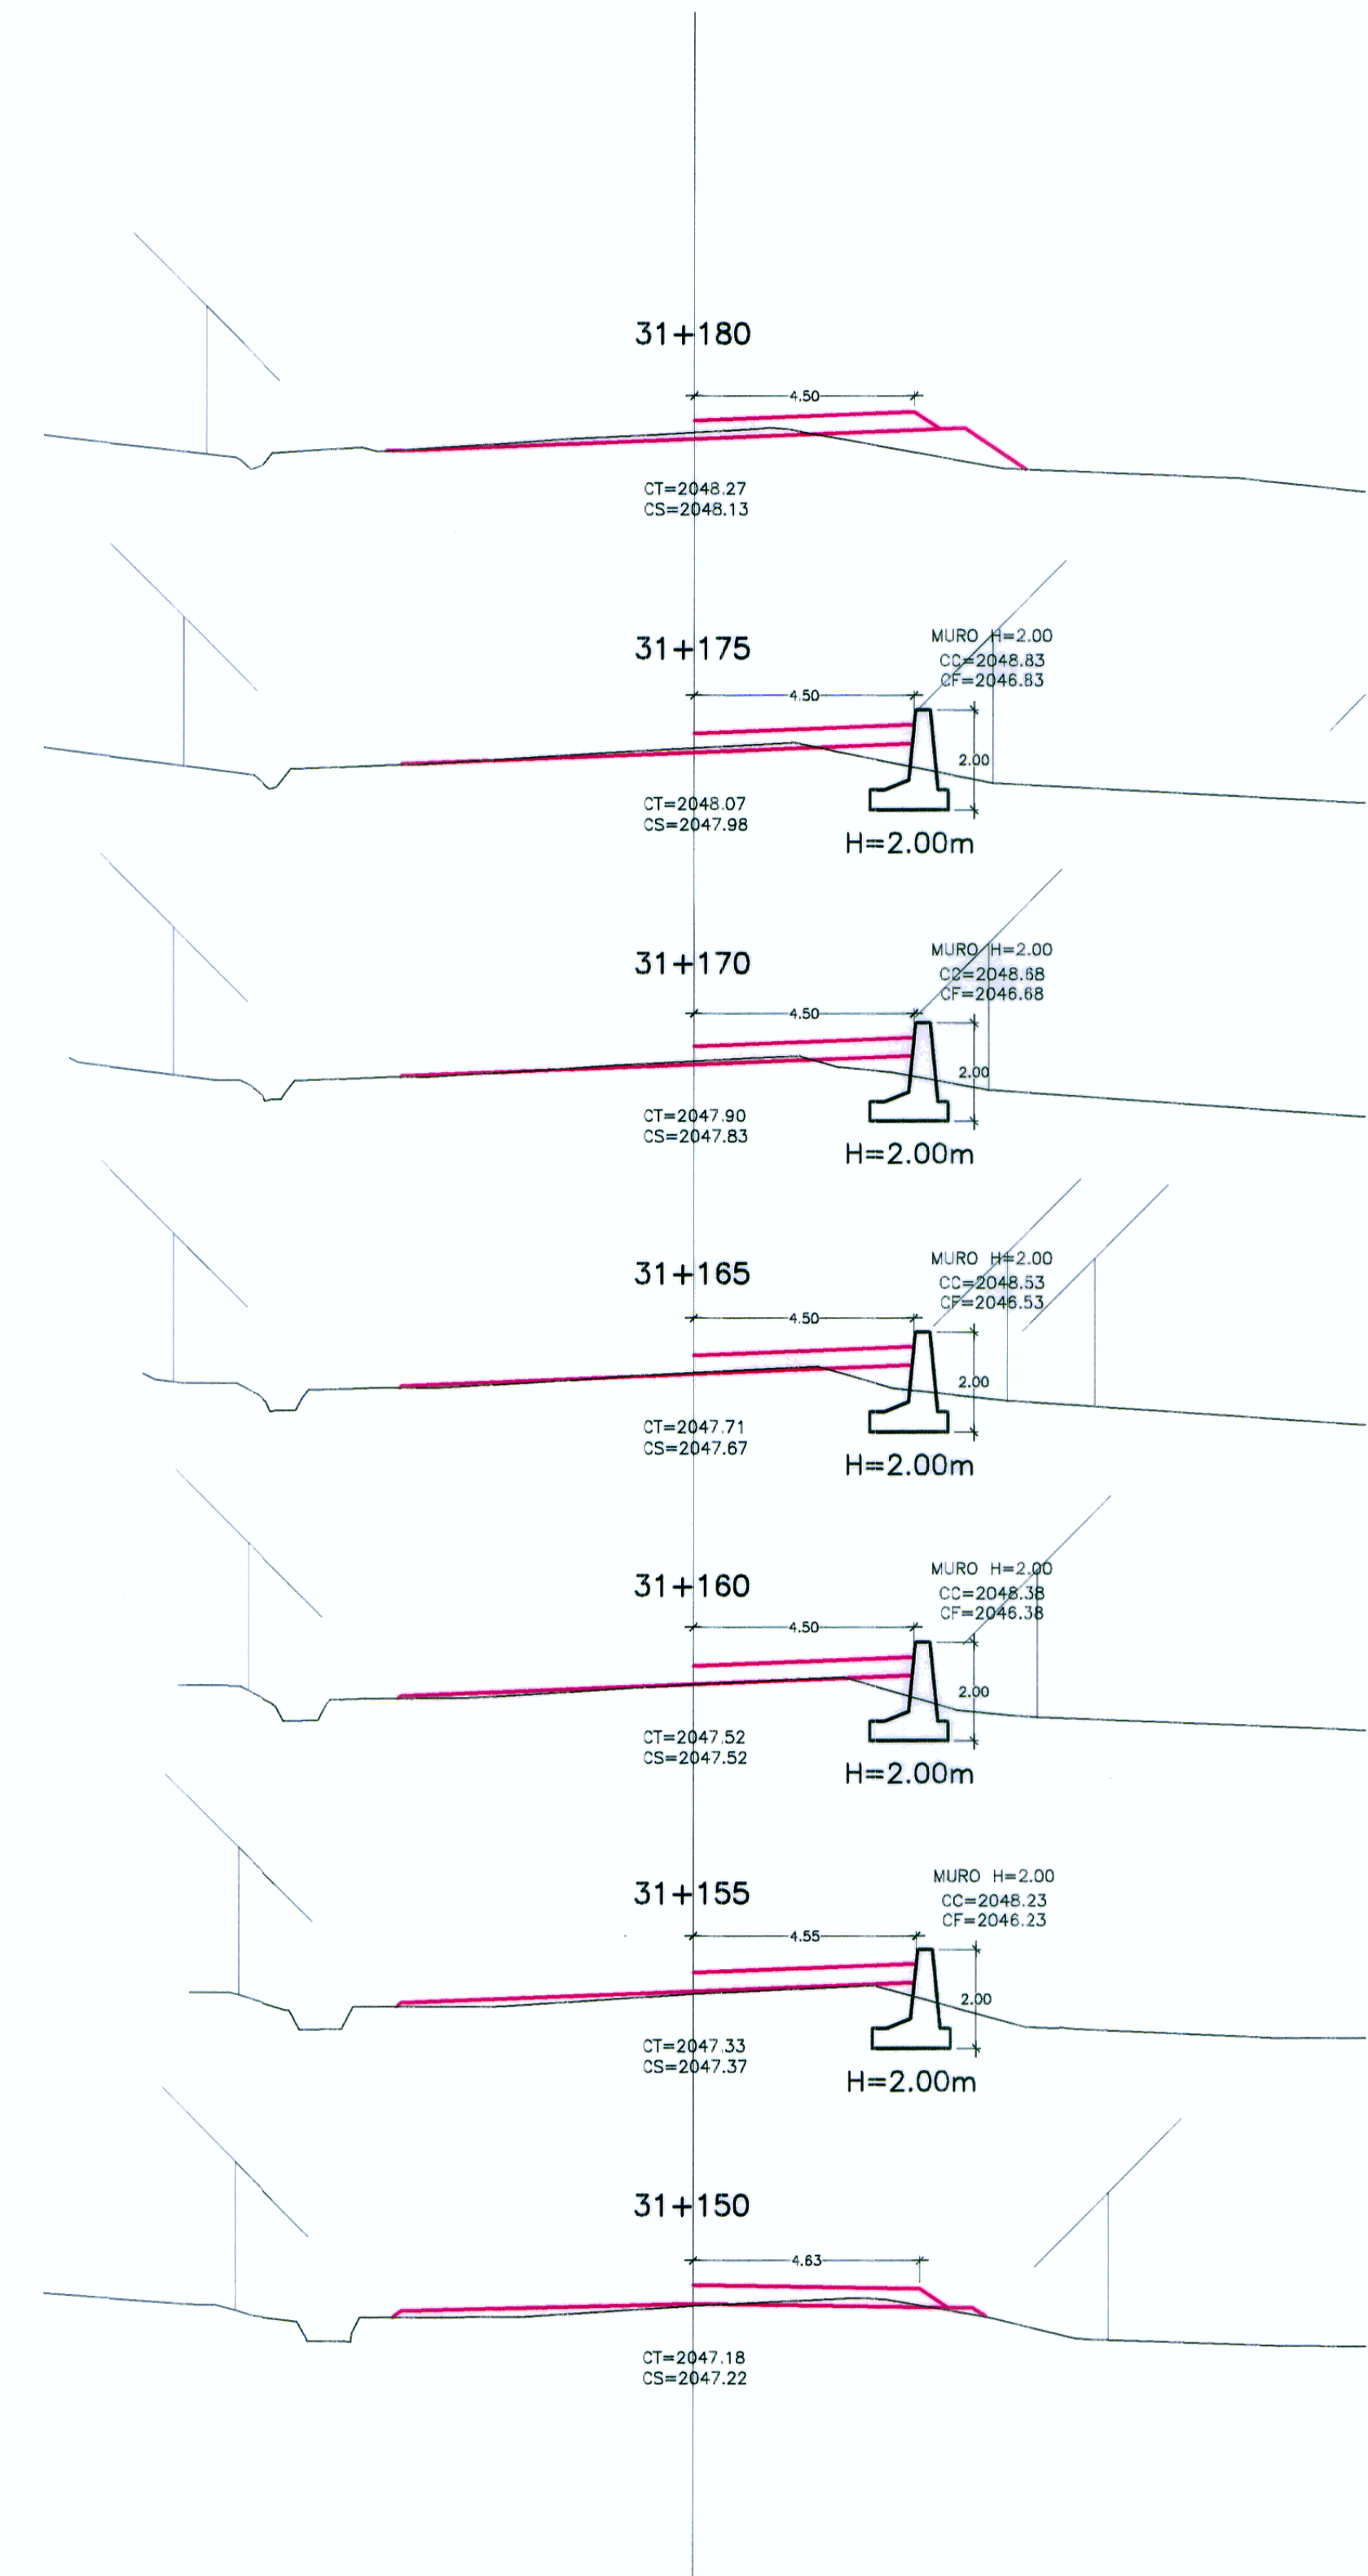 31+180
4.50
CT=2048.27
CS=2048.13
31+175
MURO H=2.00
CC=2048.83
CF=2046.83
4.50
2.00
CT=2048.07
CS=2047.98
H=2.00m
31+170
MURO H=2.00
CC=2048.68
CF=2046.68
4.50
2.00
CT=2047.90
CS=2047.83
H=2.00m
31+165
MURO H=2.00
CC=2048.53
CF=2046.53
4.50
2.00
CT=2047.71
CS=2047.67
H=2.00m
31+160
MURO H=2.00
CC=2048.38
CF=2046.38
4.50
2.00
CT=2047.52
CS=2047.52
H=2.00m
31+155
MURO H=2.00
CC=2048.23
CF=2046.23
4.55
2.00
CT=2047.33
CS=2047.37
H=2.00m
31+150
4.63
CT=2047.18
CS=2047.22